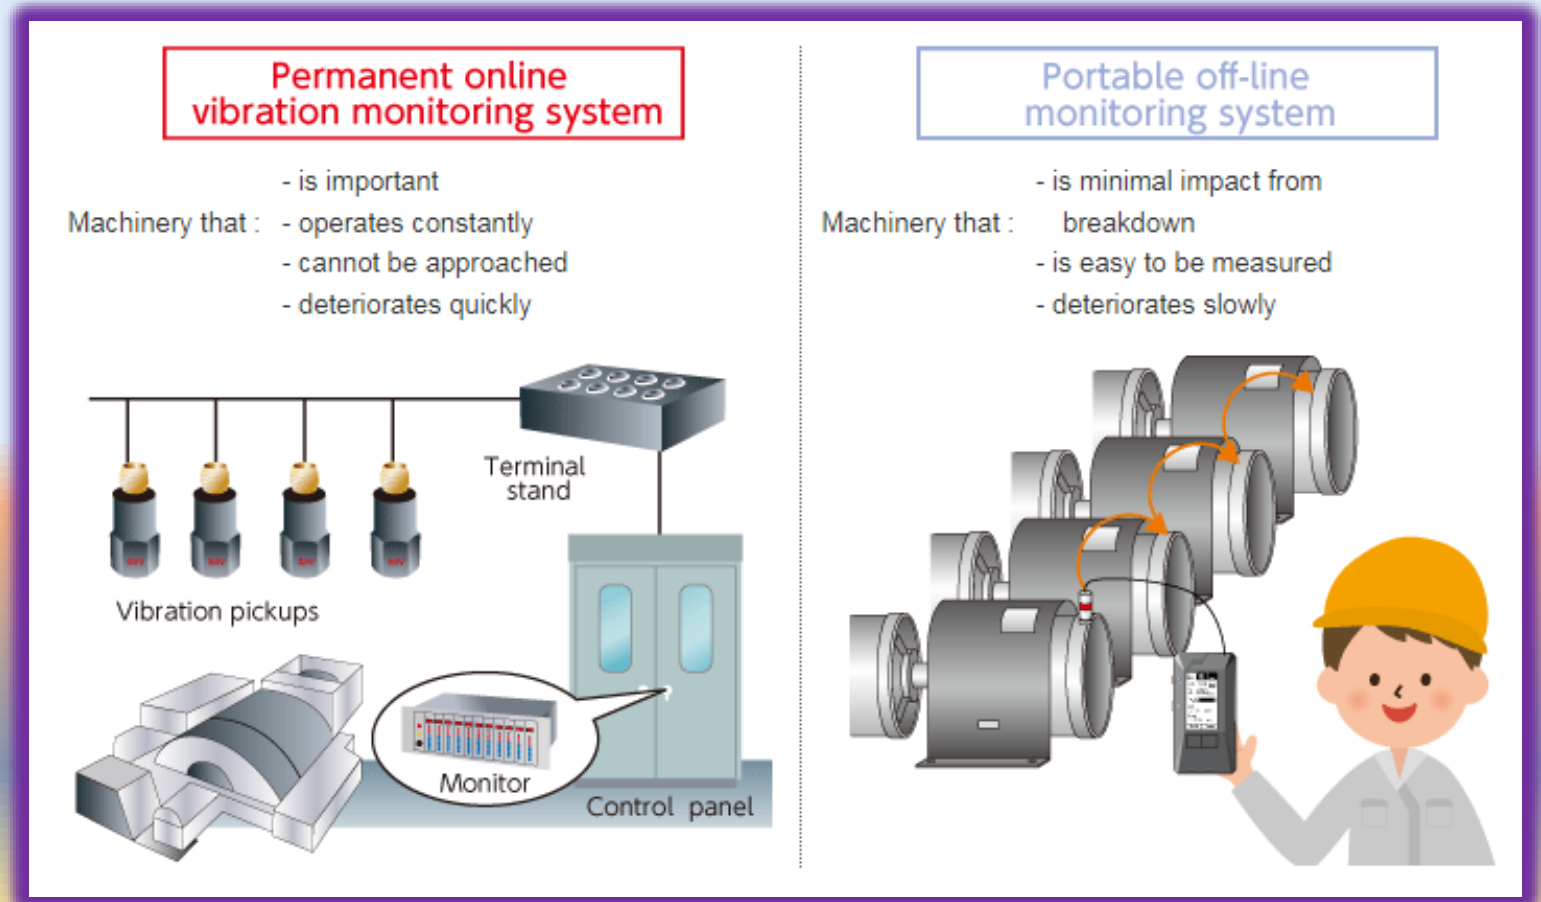 Permanent online
vibration monitoring system
- is important
Machinery that : - operates constantly
- cannot be approached
- deteriorates quickly
Terminal
stand
Vibration pickups
Monitor
Control panel
Portable off-line
monitoring system
- is minimal impact from
Machinery that : breakdown
- is easy to be measured
- deteriorates slowly